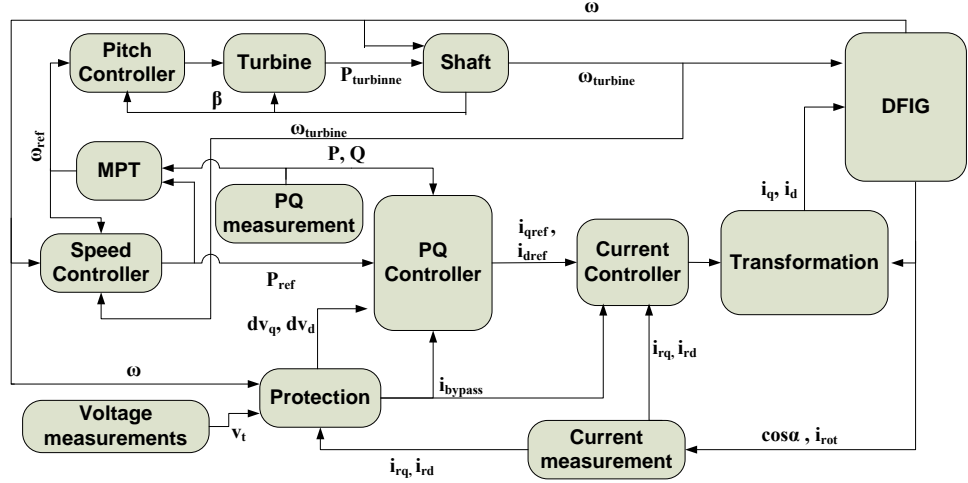 ω
Pitch
Controller
Turbine
P_turbinne
Shaft
ω_turbine
DFIG
β
ω_ref
ω_turbine
MPT
P, Q
PQ
measurement
i_q, i_d
PQ
Controller
i_qref ,
i_dref
Current
Controller
Transformation
Speed
Controller
P_ref
dv_q, dv_d
i_rq, i_rd
ω
Protection
i_bypass
Voltage
measurements
v_t
Current
measurement
cosα , i_rot
i_rq, i_rd